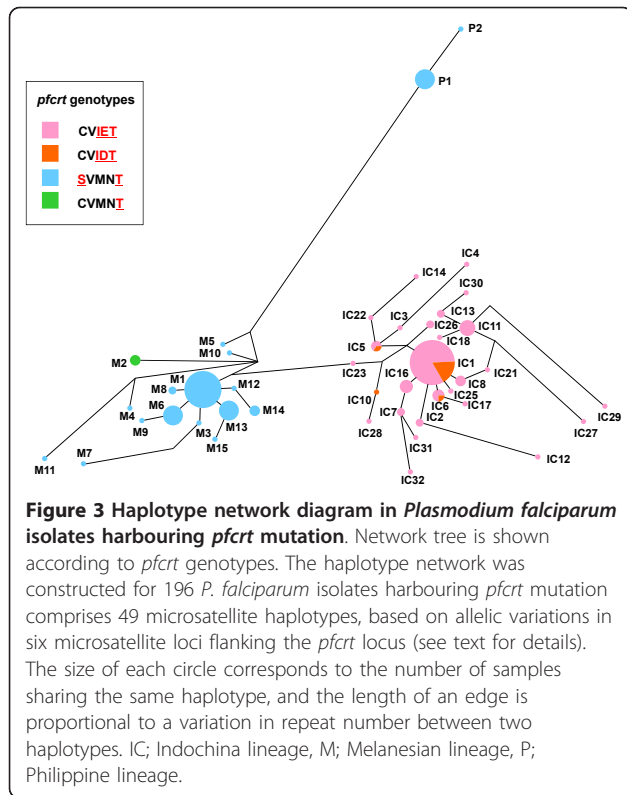 P2
P1
pfcrt genotypes
CVIET
CVIDT
SVMNT
CVMNT
IC4
IC14
IC30
IC22
IC3
IC13
IC26
IC11
IC5
IC18
M5
M10
IC1
M2
IC23
IC16
IC8
IC21
M1
M12
M8
IC25
IC10
IC6
IC17
IC29
M6
M14
M4
M13
IC7
IC2
IC27
M9
M3
IC28
M15
IC31
M11
M7
IC12
IC32
Figure 3 Haplotype network diagram in Plasmodium falciparum
isolates harbouring pfcrt mutation. Network tree is shown
according to pfcrt genotypes. The haplotype network was
constructed for 196 P. falciparum isolates harbouring pfcrt mutation
comprises 49 microsatellite haplotypes, based on allelic variations in
six microsatellite loci flanking the pfcrt locus (see text for details).
The size of each circle corresponds to the number of samples
sharing the same haplotype, and the length of an edge is
proportional to a variation in repeat number between two
haplotypes. IC; Indochina lineage, M; Melanesian lineage, P;
Philippine lineage.